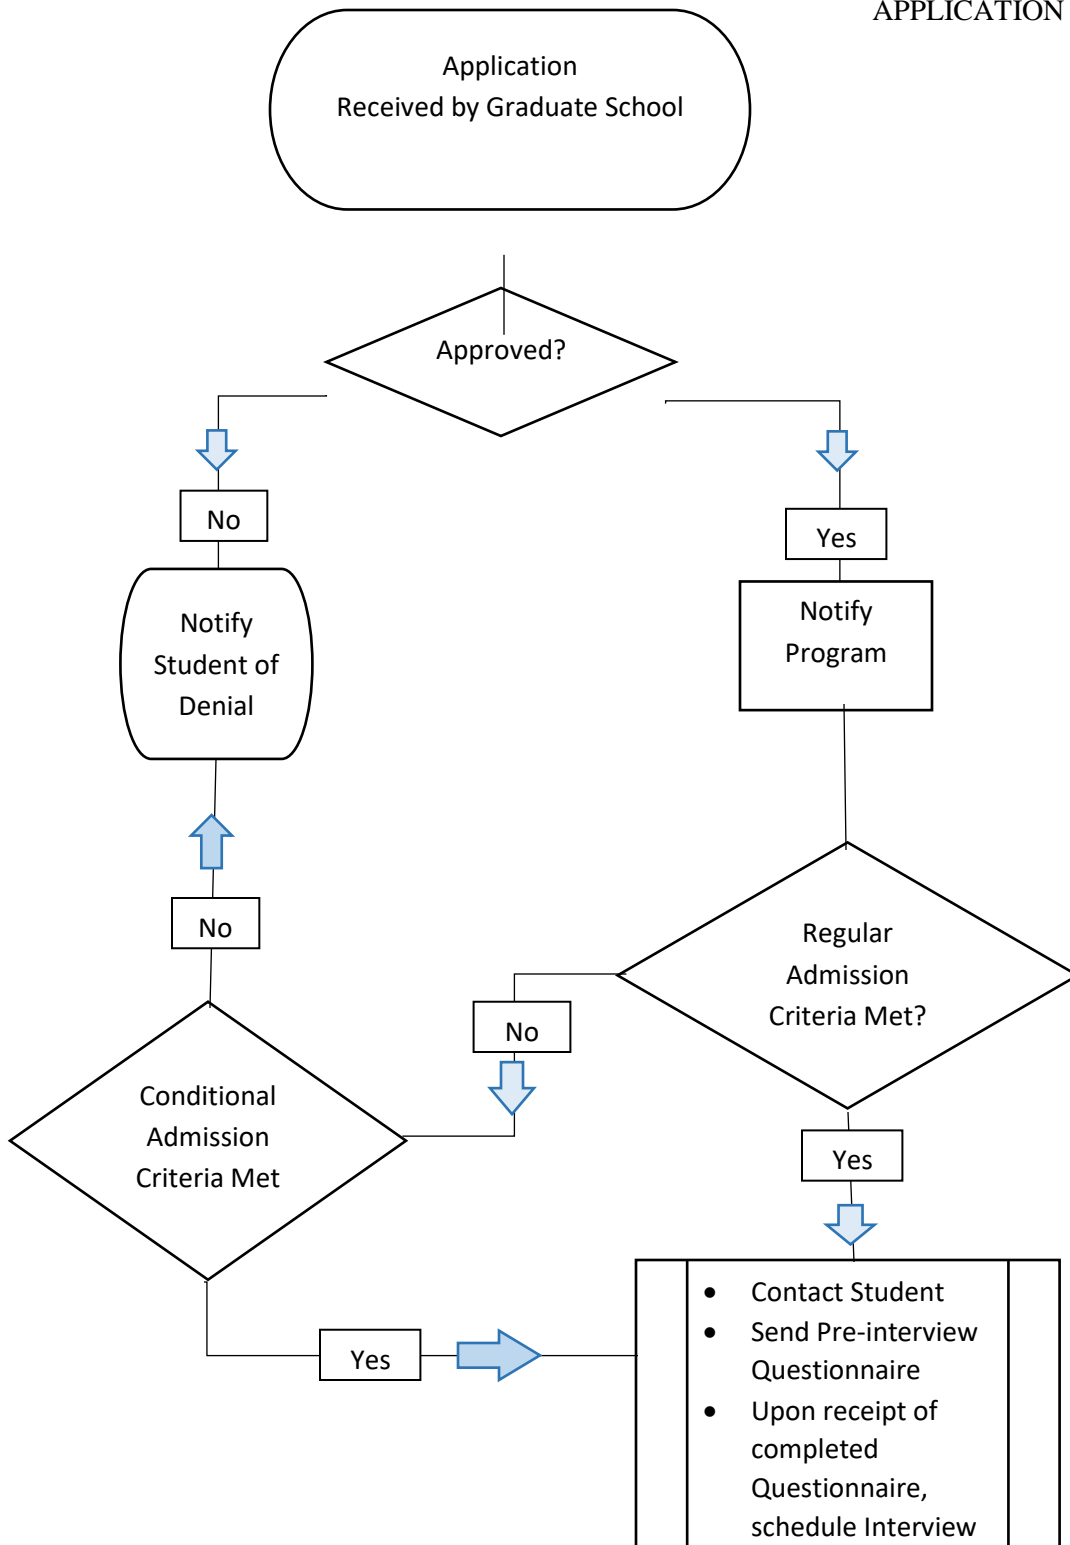 APPLICATION
Application
Received by Graduate School
Approved?
No
Yes
Notify
Student of
Denial
Notify
Program
No
Regular
Admission
Criteria Met?
No
Conditional
Admission
Criteria Met
Yes
Yes
• Contact Student
• Send Pre-interview
Questionnaire
• Upon receipt of
completed
Questionnaire,
schedule Interview